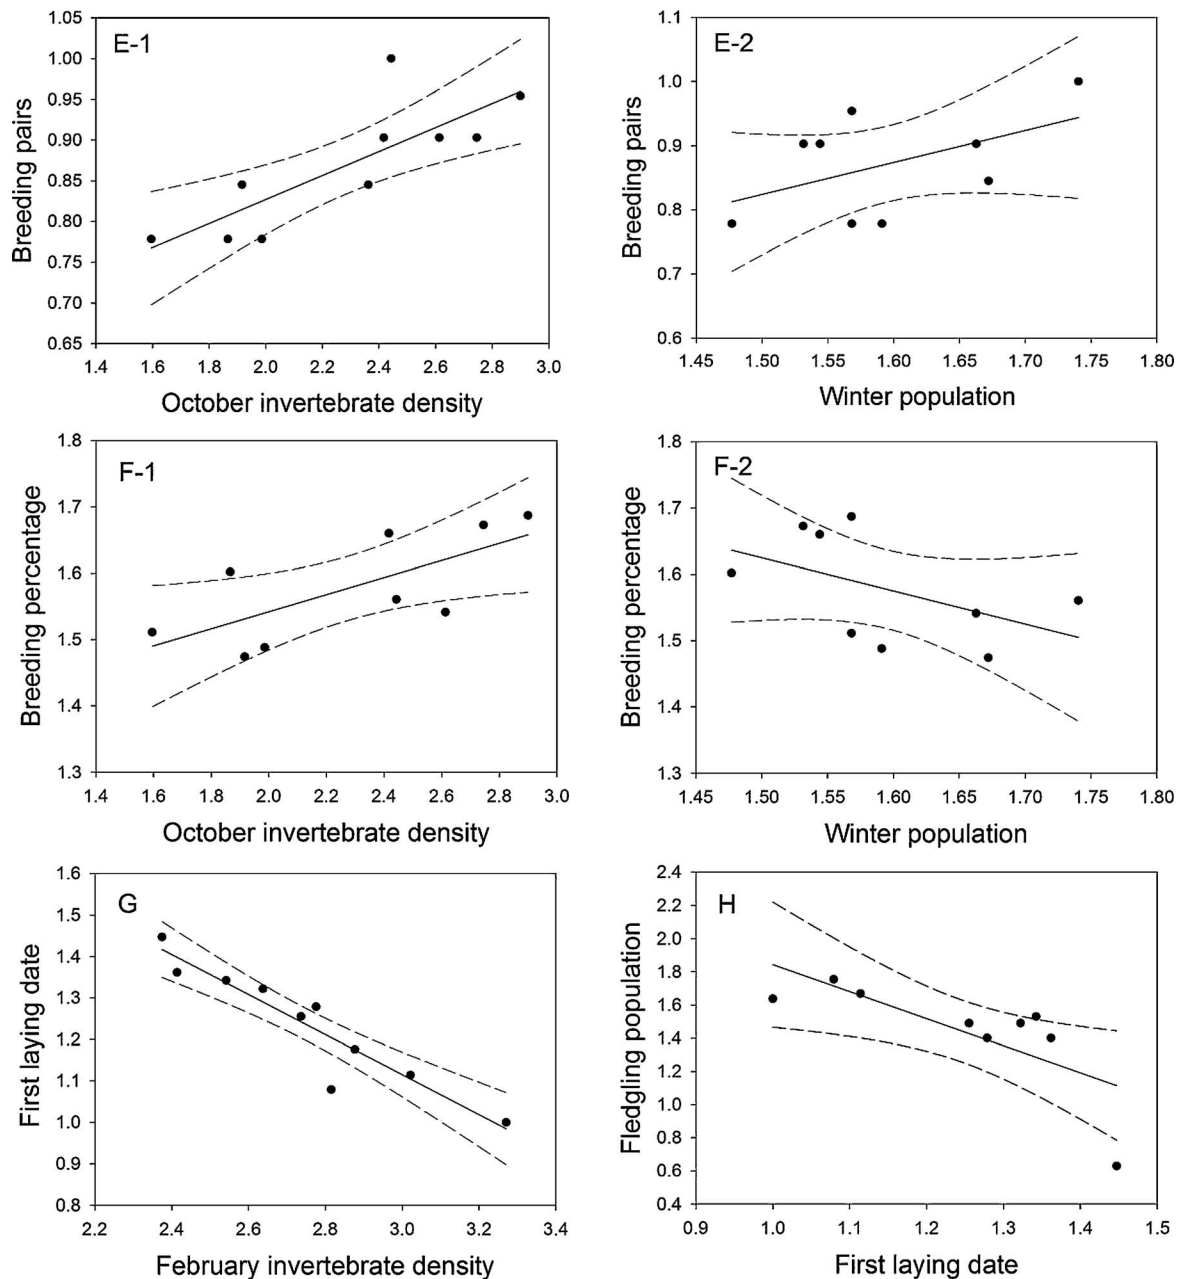 E-1
Breeding pairs
1.05
1.00
0.95
0.90
0.85
0.80
0.75
0.70
0.65
1.4 1.6 1.8 2.0 2.2 2.4 2.6 2.8 3.0
October invertebrate density
E-2
Breeding pairs
1.1
1.0
0.9
0.8
0.7
0.6
1.45 1.50 1.55 1.60 1.65 1.70 1.75 1.80
Winter population
F-1
Breeding percentage
1.8
1.7
1.6
1.5
1.4
1.3
1.4 1.6 1.8 2.0 2.2 2.4 2.6 2.8 3.0
October invertebrate density
F-2
Breeding percentage
1.8
1.7
1.6
1.5
1.4
1.3
1.45 1.50 1.55 1.60 1.65 1.70 1.75 1.80
Winter population
G
First laying date
1.6
1.5
1.4
1.3
1.2
1.1
1.0
0.9
0.8
2.2 2.4 2.6 2.8 3.0 3.2 3.4
February invertebrate density
H
Fledgling population
2.4
2.2
2.0
1.8
1.6
1.4
1.2
1.0
0.8
0.6
0.4
0.9 1.0 1.1 1.2 1.3 1.4 1.5
First laying date